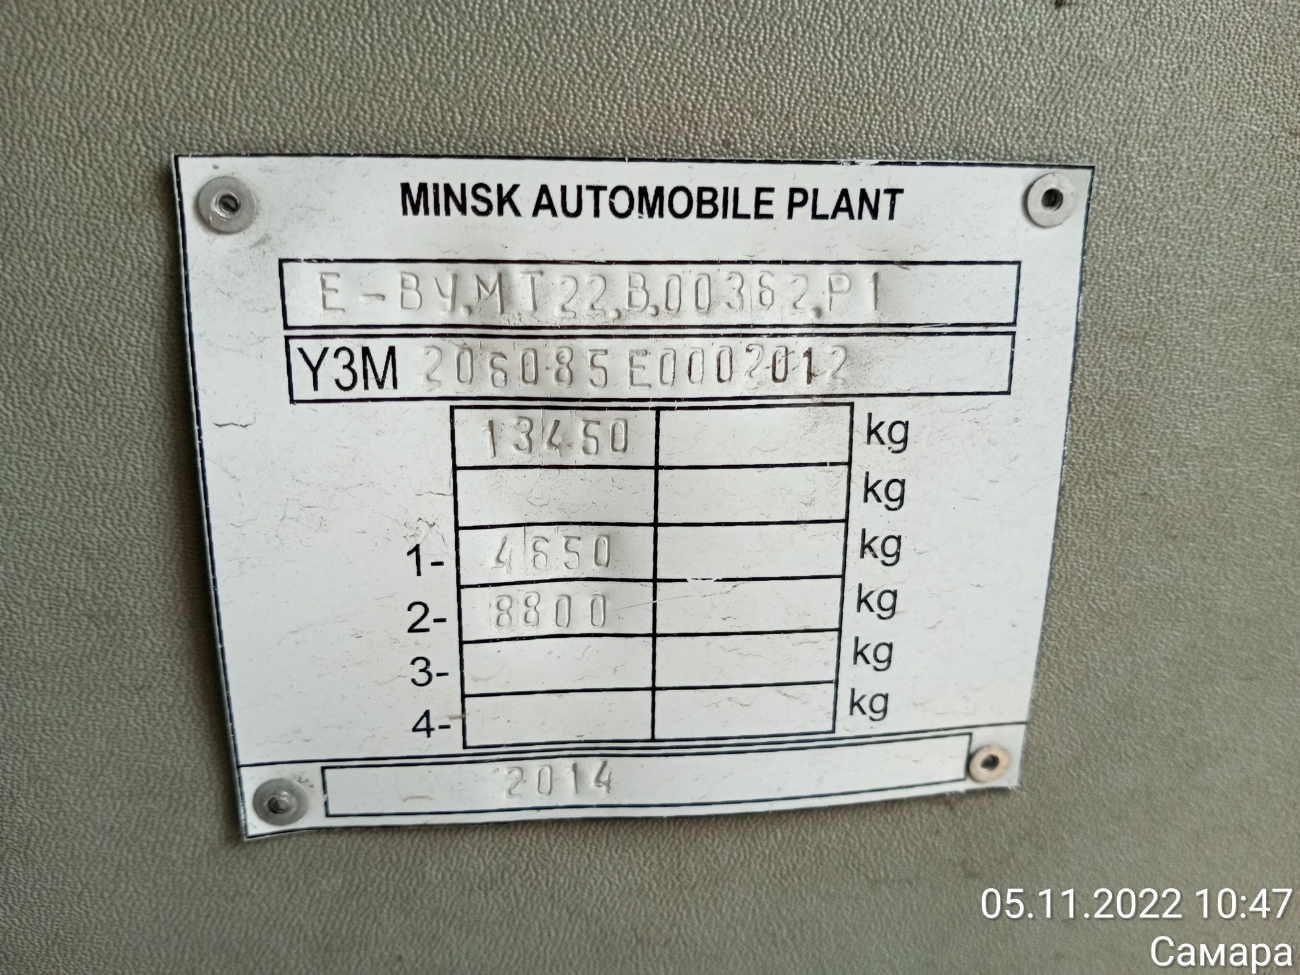 MINSK AUTOMOBILE PLANT
E-BY.MT22.B.00362.P1
Y3M 206085E0002012
13450 kg
kg
1- 4650 kg
2- 8800 kg
3- kg
4- kg
2014
05.11.2022 10:47
Самара